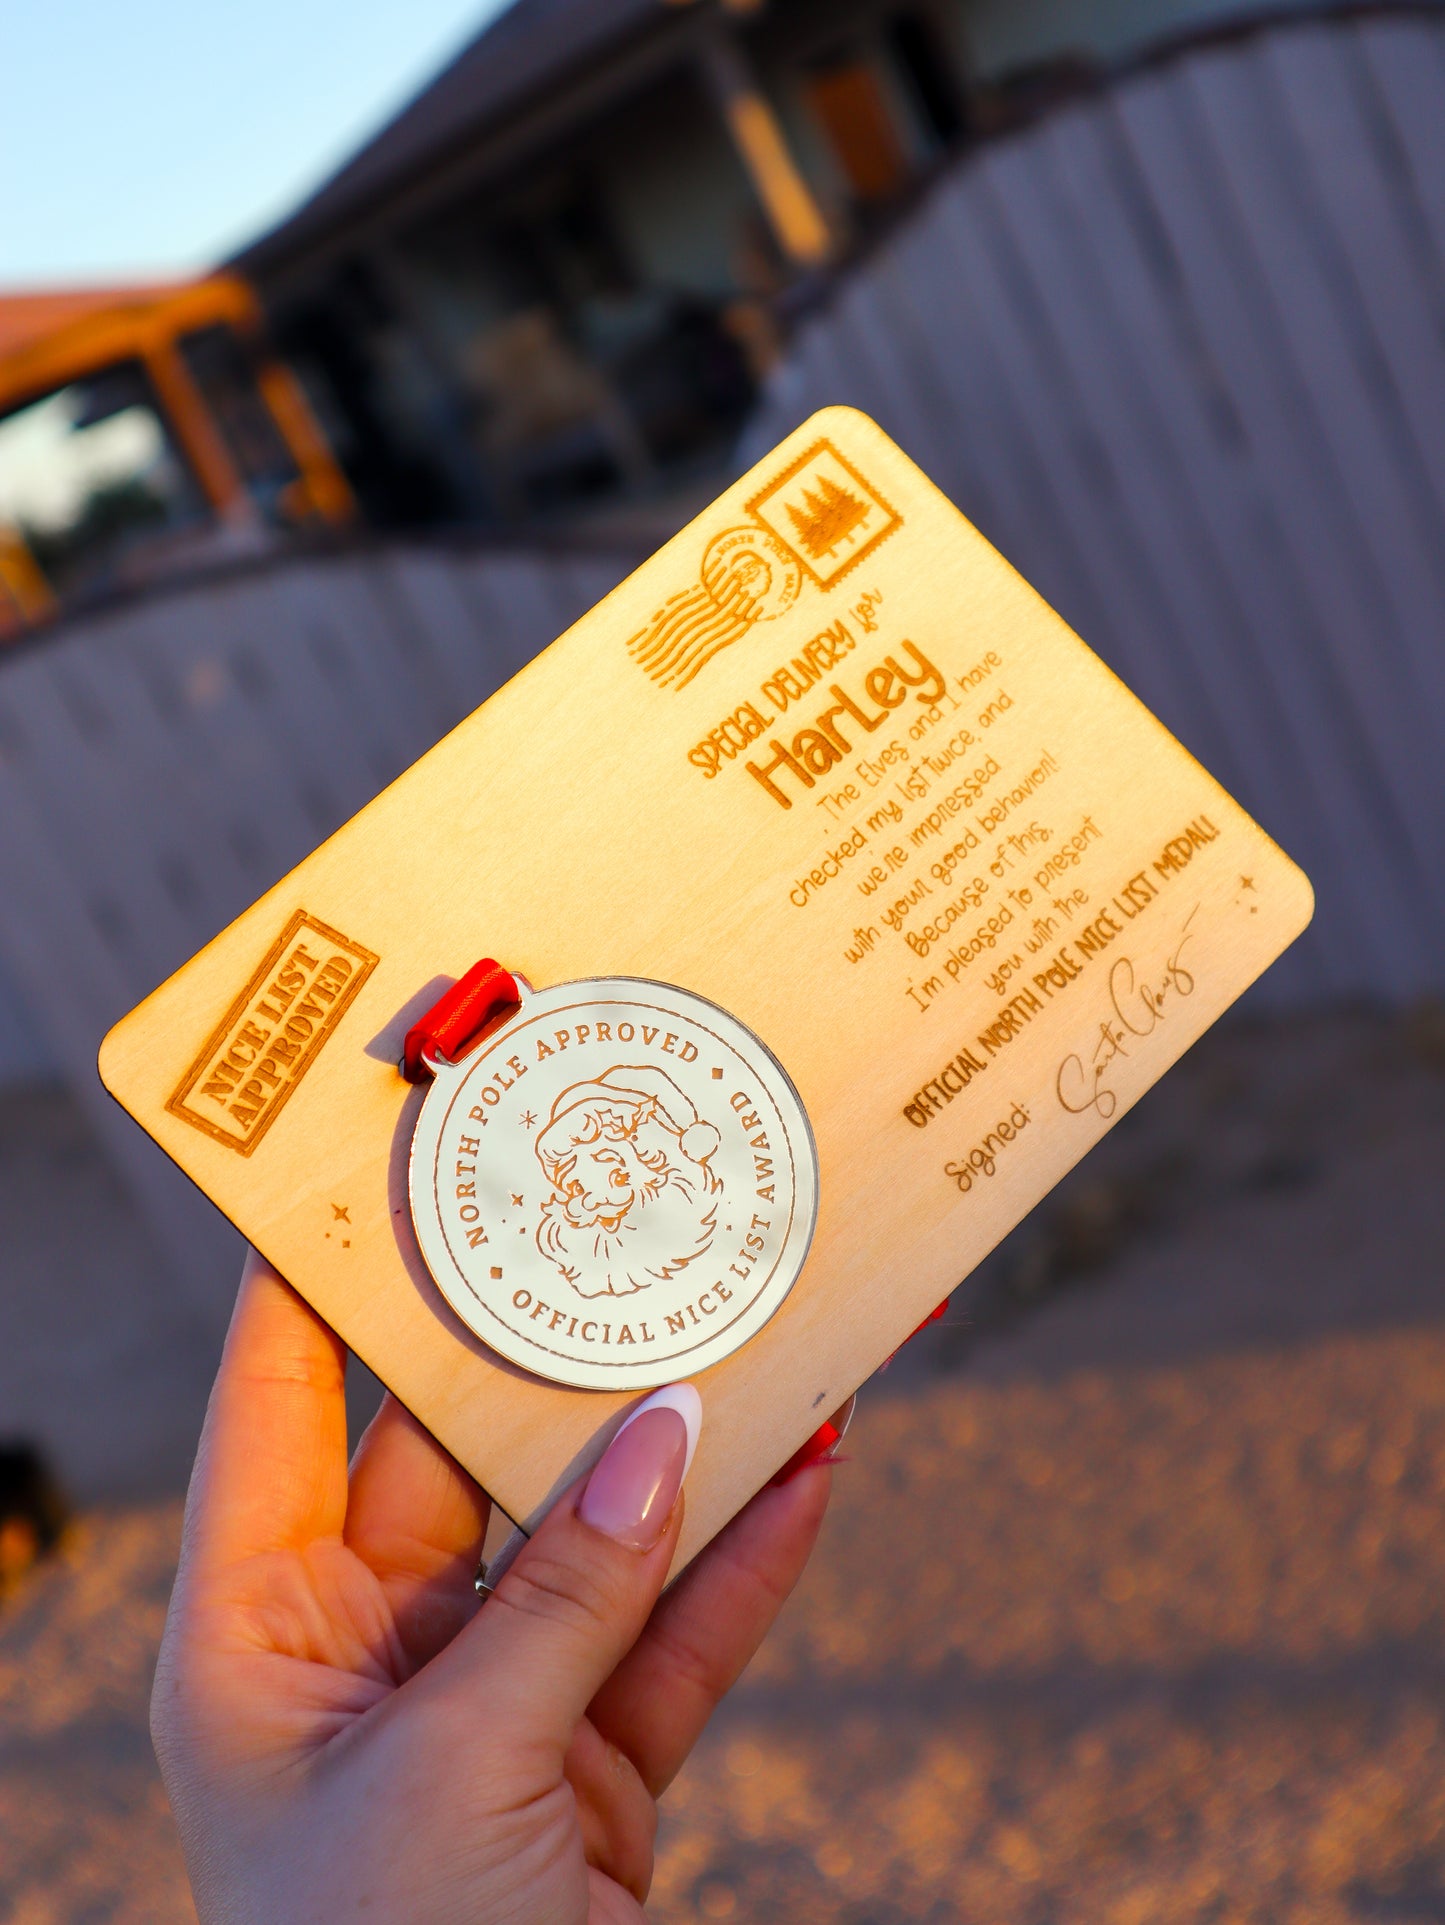 NORTH POLE MAIL
SPECIAL DELIVERY for
Harley
The Elves and I have
checked my list twice, and
we're impressed
with your good behavior!
Because of this,
I'm pleased to present
you with the
OFFICIAL NORTH POLE NICE LIST MEDAL!
Signed: Santa Claus
NICE LIST
APPROVED
NORTH POLE APPROVED
OFFICIAL NICE LIST AWARD